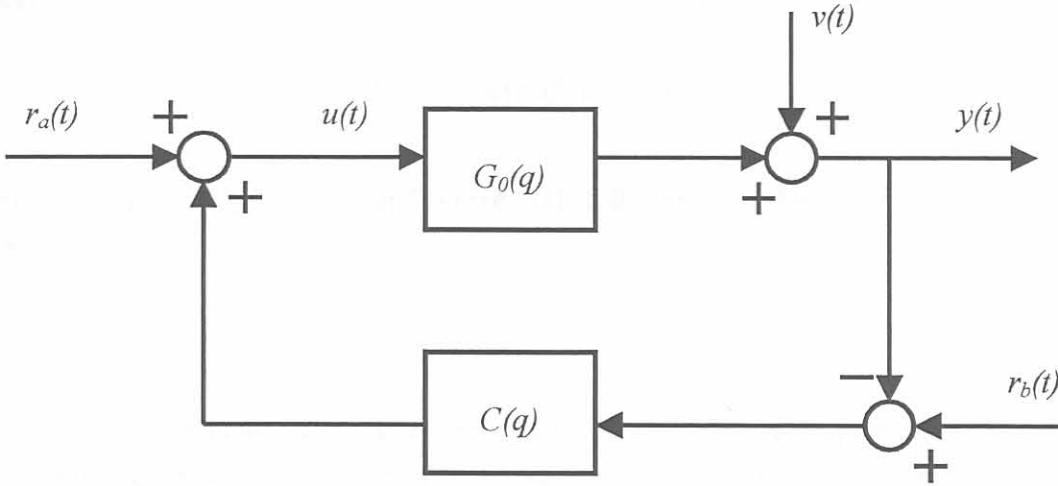 v(t)
+
r_a(t)
+
u(t)
G_0(q)
+
y(t)
+
+
−
r_b(t)
C(q)
+